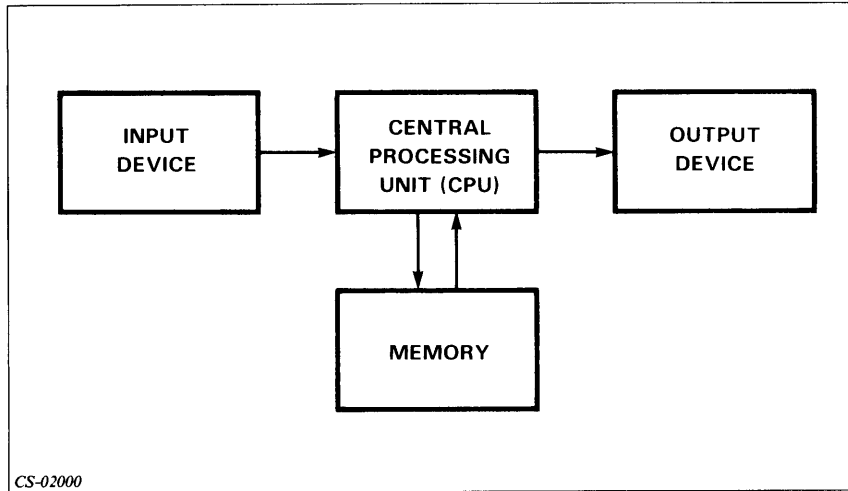 INPUT
DEVICE
CENTRAL
PROCESSING
UNIT (CPU)
OUTPUT
DEVICE
MEMORY
CS-02000